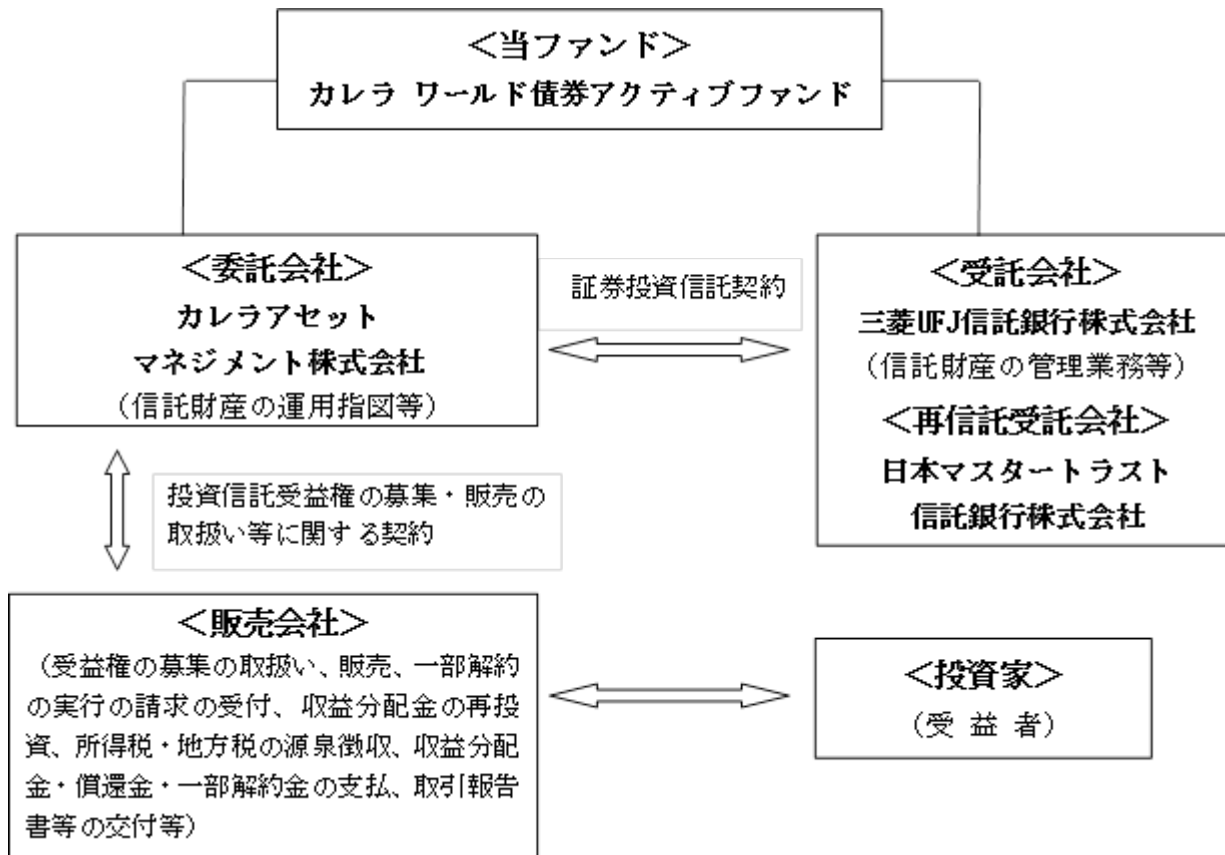 ＜当ファンド＞
カレラ ワールド債券アクティブファンド
＜委託会社＞
カレラアセット
マネジメント株式会社
（信託財産の運用指図等）
証券投資信託契約
＜受託会社＞
三菱UFJ信託銀行株式会社
（信託財産の管理業務等）
＜再信託受託会社＞
日本マスタートラスト
信託銀行株式会社
投資信託受益権の募集・販売の
取扱い等に関する契約
＜販売会社＞
（受益権の募集の取扱い、販売、一部解約
の実行の請求の受付、収益分配金の再投
資、所得税・地方税の源泉徴収、収益分配
金・償還金・一部解約金の支払、取引報告
書等の交付等）
＜投資家＞
（受 益 者）